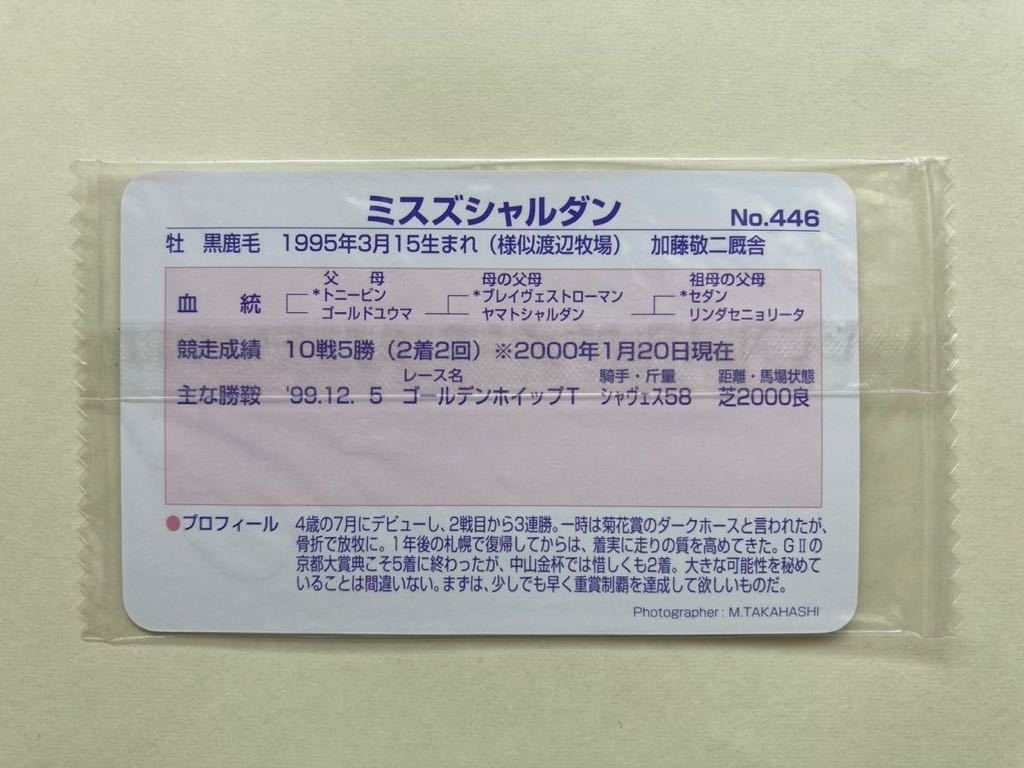 ミスズシャルダン No.446
牡 黒鹿毛 1995年3月15生まれ（様似渡辺牧場） 加藤敬二厩舎
父 母 母の父母 祖母の父母
血統 *トニービン *ブレイヴェストローマン *セダン
ゴールドユウマ ヤマトシャルダン リンダセニョリータ
競走成績 10戦5勝（2着2回）※2000年1月20日現在
レース名 騎手・斤量 距離・馬場状態
主な勝鞍 '99.12. 5 ゴールデンホイップT シャヴェス58 芝2000良
●プロフィール 4歳の7月にデビューし、2戦目から3連勝。一時は菊花賞のダークホースと言われたが、
骨折で放牧に。1年後の札幌で復帰してからは、着実に走りの質を高めてきた。GⅡの
京都大賞典こそ5着に終わったが、中山金杯では惜しくも2着。大きな可能性を秘めて
いることは間違いない。まずは、少しでも早く重賞制覇を達成して欲しいものだ。
Photographer: M.TAKAHASHI